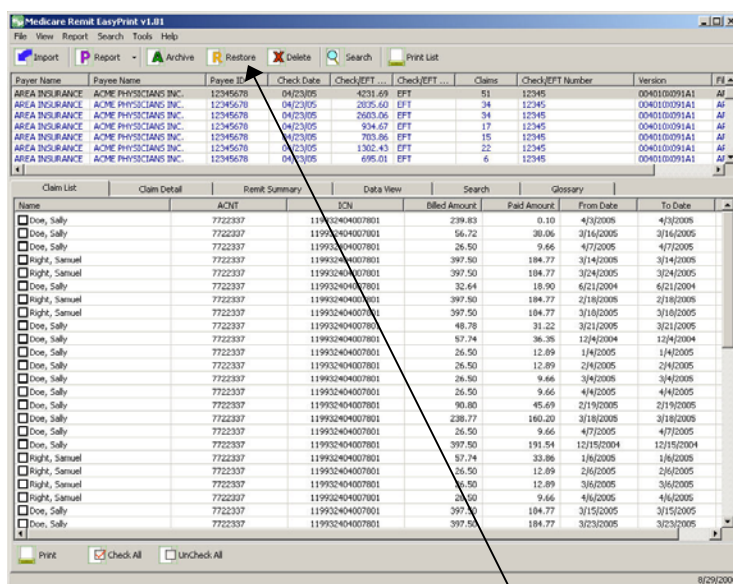 Medicare Remit EasyPrint v1.81
File View Report Search Tools Help
Import Report Archive Restore Delete Search Print List
Payer Name Payee Name Payee ID Check Date Check/EFT ... Check/EFT ... Claims Check/EFT Number Version
AREA INSURANCE ACME PHYSICIANS INC. 12345678 04/23/05 4231.69 EFT 51 12345 004010X091A1
AREA INSURANCE ACME PHYSICIANS INC. 12345678 04/23/05 2835.60 EFT 34 12345 004010X091A1
AREA INSURANCE ACME PHYSICIANS INC. 12345678 04/23/05 2603.06 EFT 34 12345 004010X091A1
AREA INSURANCE ACME PHYSICIANS INC. 12345678 04/23/05 934.67 EFT 17 12345 004010X091A1
AREA INSURANCE ACME PHYSICIANS INC. 12345678 04/23/05 703.86 EFT 15 12345 004010X091A1
AREA INSURANCE ACME PHYSICIANS INC. 12345678 04/23/05 1302.43 EFT 22 12345 004010X091A1
AREA INSURANCE ACME PHYSICIANS INC. 12345678 04/23/05 695.01 EFT 6 12345 004010X091A1
Claim List Claim Detail Remit Summary Data View Search Glossary
Name ACNT ICN Billed Amount Paid Amount From Date To Date
Doe, Sally 7722337 119932404007801 239.83 0.10 4/3/2005 4/3/2005
Doe, Sally 7722337 119932404007801 56.72 38.06 3/16/2005 3/16/2005
Doe, Sally 7722337 119932404007801 26.50 9.66 4/7/2005 4/7/2005
Right, Samuel 7722337 119932404007801 397.50 184.77 3/14/2005 3/14/2005
Right, Samuel 7722337 119932404007801 397.50 184.77 3/24/2005 3/24/2005
Doe, Sally 7722337 119932404007801 32.64 18.90 6/21/2004 6/21/2004
Right, Samuel 7722337 119932404007801 397.50 184.77 2/18/2005 2/18/2005
Right, Samuel 7722337 119932404007801 397.50 184.77 3/18/2005 3/18/2005
Doe, Sally 7722337 119932404007801 48.78 31.22 3/21/2005 3/21/2005
Doe, Sally 7722337 119932404007801 57.74 36.35 12/4/2004 12/4/2004
Doe, Sally 7722337 119932404007801 26.50 12.89 1/4/2005 1/4/2005
Doe, Sally 7722337 119932404007801 26.50 12.89 2/4/2005 2/4/2005
Doe, Sally 7722337 119932404007801 26.50 9.66 3/4/2005 3/4/2005
Doe, Sally 7722337 119932404007801 26.50 9.66 4/4/2005 4/4/2005
Doe, Sally 7722337 119932404007801 90.80 45.69 2/19/2005 2/19/2005
Doe, Sally 7722337 119932404007801 238.77 160.20 3/18/2005 3/18/2005
Doe, Sally 7722337 119932404007801 26.50 9.66 4/7/2005 4/7/2005
Doe, Sally 7722337 119932404007801 397.50 191.54 12/15/2004 12/15/2004
Right, Samuel 7722337 119932404007801 57.74 33.86 1/6/2005 1/6/2005
Right, Samuel 7722337 119932404007801 26.50 12.89 2/6/2005 2/6/2005
Right, Samuel 7722337 119932404007801 26.50 12.89 3/6/2005 3/6/2005
Right, Samuel 7722337 119932404007801 26.50 9.66 4/6/2005 4/6/2005
Doe, Sally 7722337 119932404007801 397.50 184.77 3/15/2005 3/15/2005
Doe, Sally 7722337 119932404007801 397.50 184.77 3/23/2005 3/23/2005
Print Check All UnCheck All